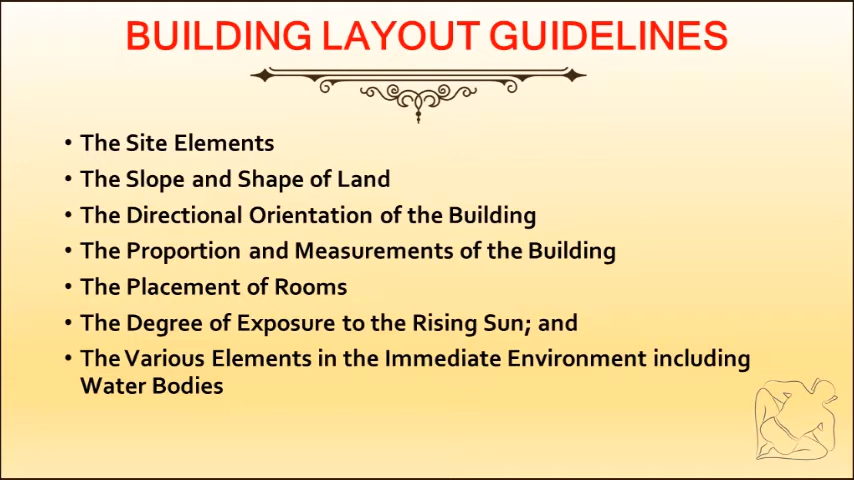 BUILDING LAYOUT GUIDELINES
• The Site Elements
• The Slope and Shape of Land
• The Directional Orientation of the Building
• The Proportion and Measurements of the Building
• The Placement of Rooms
• The Degree of Exposure to the Rising Sun; and
• The Various Elements in the Immediate Environment including
Water Bodies